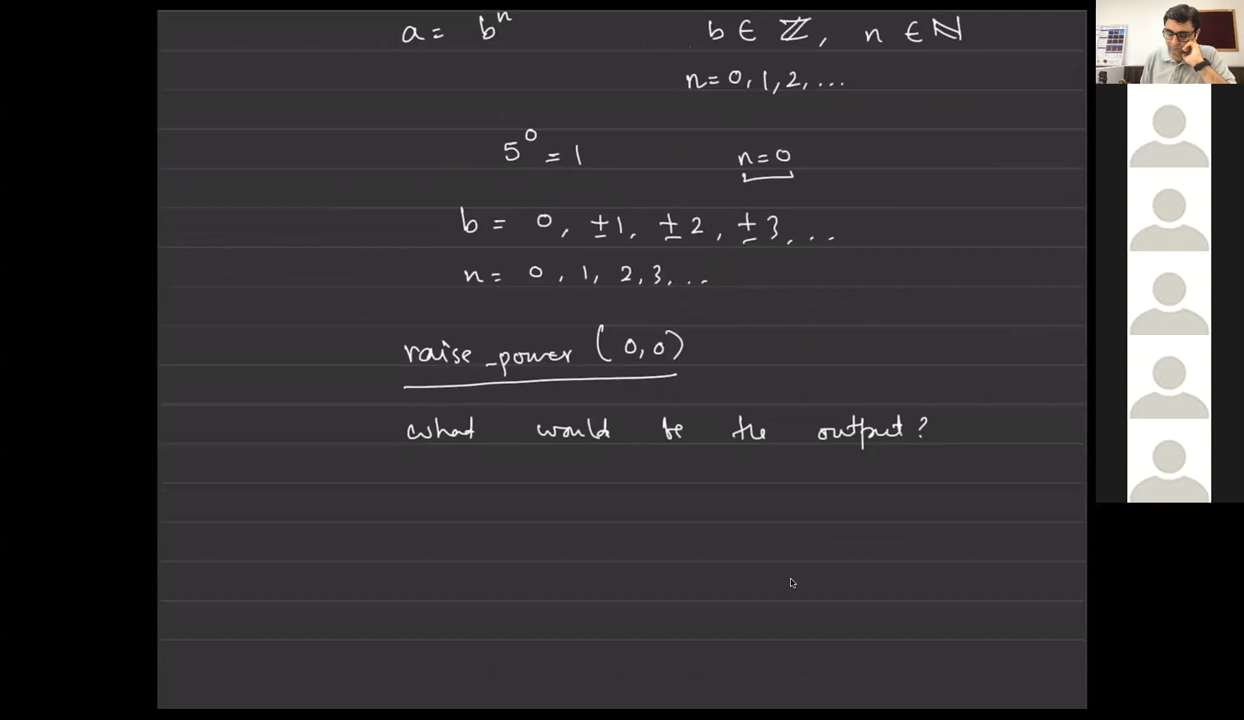 a = b^n b ∈ ℤ, n ∈ ℕ
n = 0, 1, 2, ...
5^0 = 1 n = 0
b = 0, ±1, ±2, ±3, ...
n = 0, 1, 2, 3, ..
raise_power (0,0)
what would be the output?